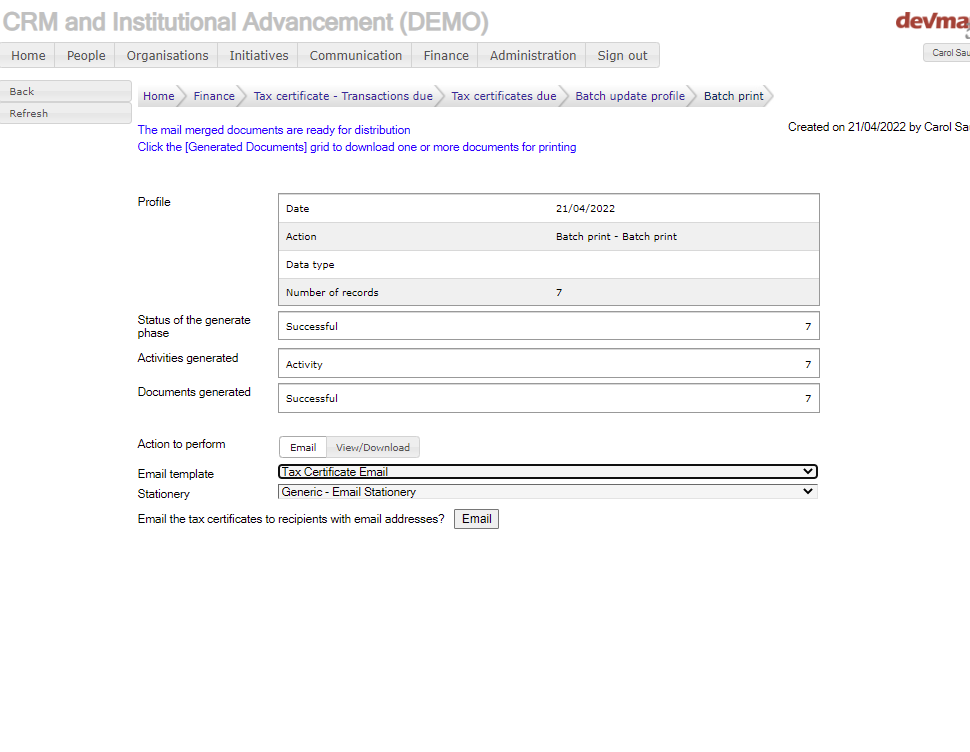 CRM and Institutional Advancement (DEMO)
dev/ma
Home People Organisations Initiatives Communication Finance Administration Sign out
Carol Sau
Back
Refresh
Home Finance Tax certificate - Transactions due Tax certificates due Batch update profile Batch print
The mail merged documents are ready for distribution
Click the [Generated Documents] grid to download one or more documents for printing
Created on 21/04/2022 by Carol Sau
Profile
Date 21/04/2022
Action Batch print - Batch print
Data type
Number of records 7
Status of the generate
phase
Successful 7
Activities generated
Activity 7
Documents generated
Successful 7
Action to perform Email View/Download
Email template Tax Certificate Email
Stationery Generic - Email Stationery
Email the tax certificates to recipients with email addresses? Email